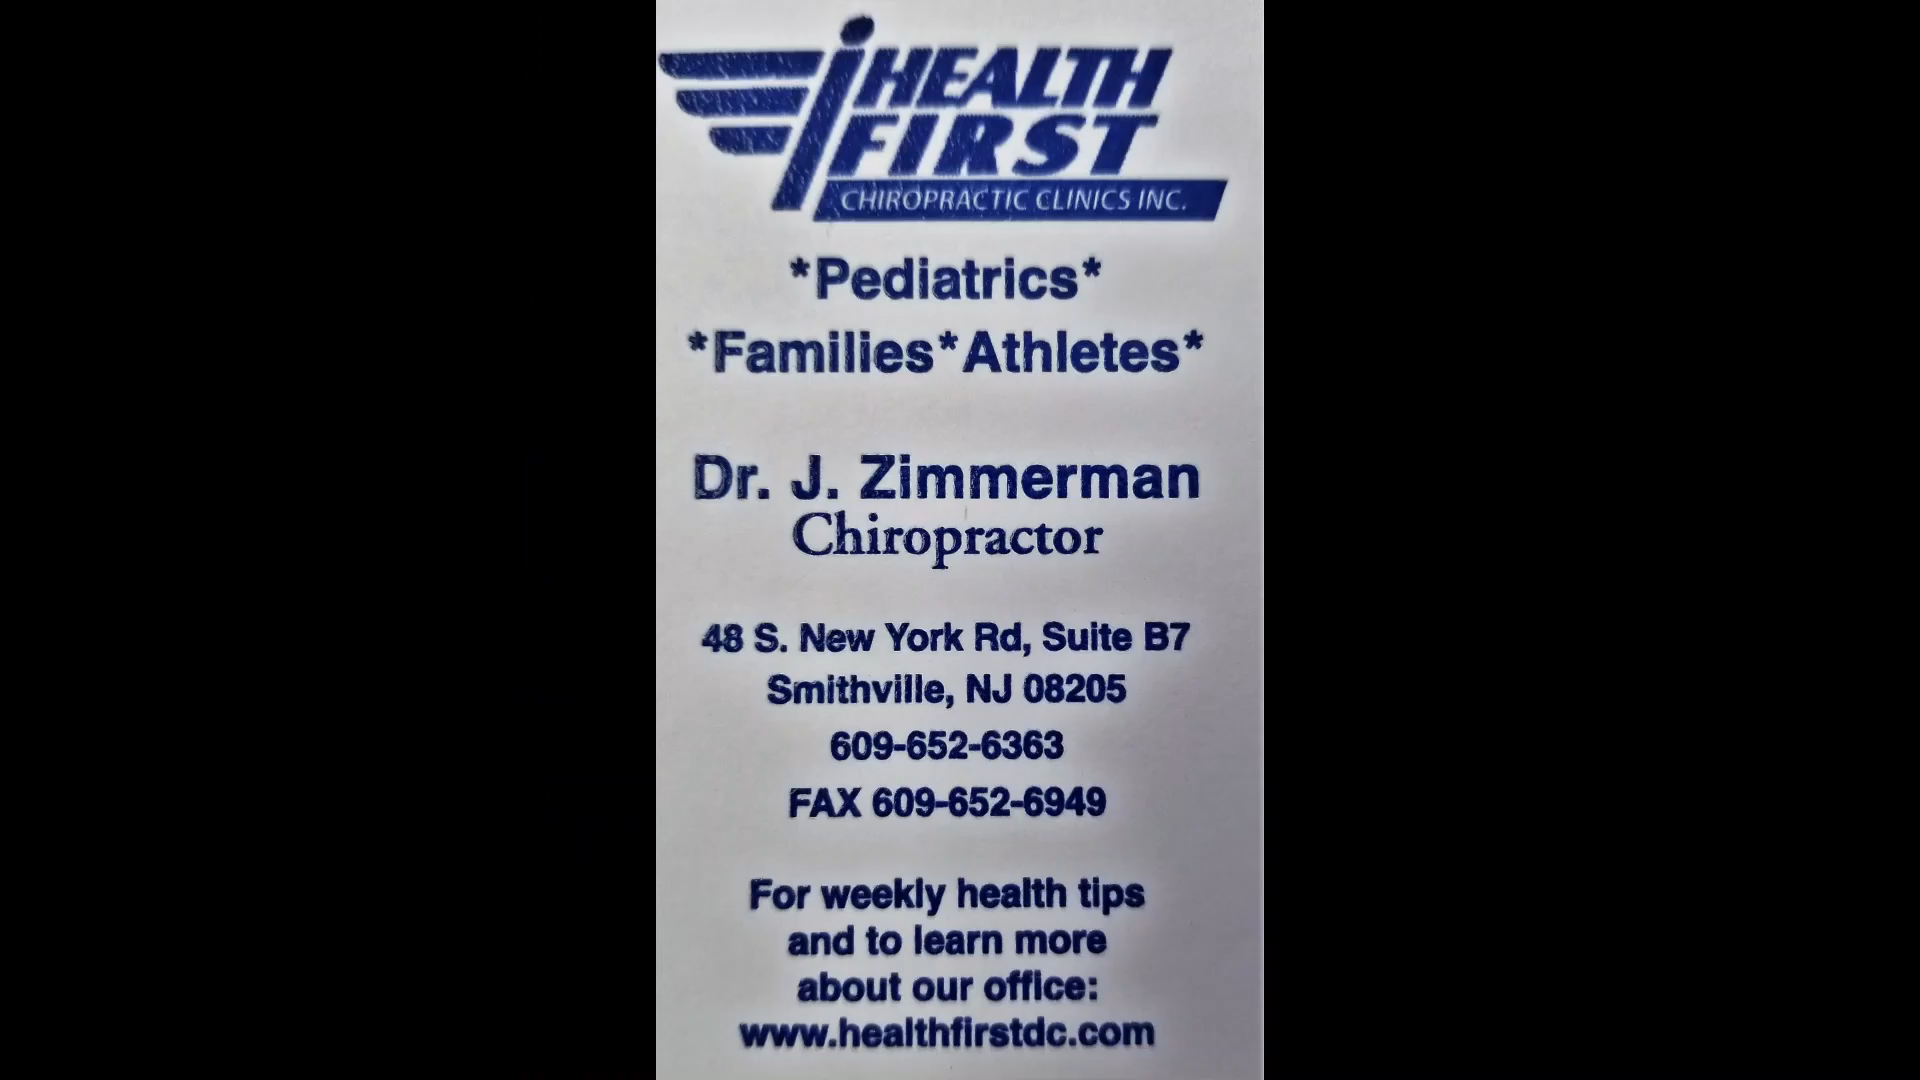 HEALTH
FIRST
CHIROPRACTIC CLINICS INC.
*Pediatrics*
*Families*Athletes*
Dr. J. Zimmerman
Chiropractor
48 S. New York Rd, Suite B7
Smithville, NJ 08205
609-652-6363
FAX 609-652-6949
For weekly health tips
and to learn more
about our office:
www.healthfirstdc.com